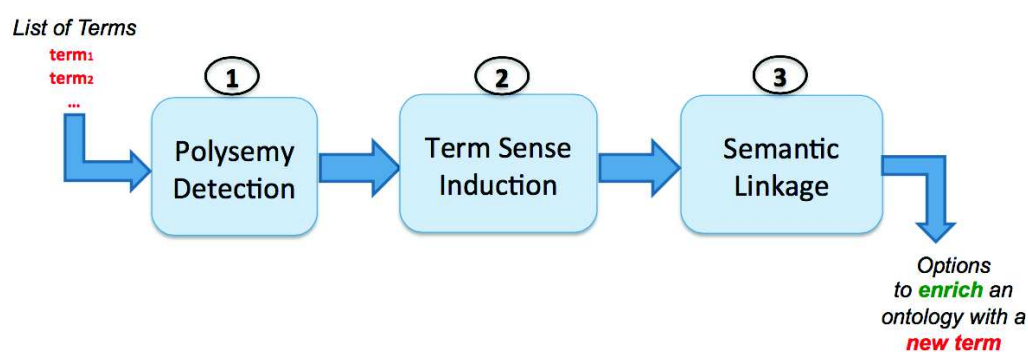 List of Terms
term1
term2
...
1
Polysemy
Detection
2
Term Sense
Induction
3
Semantic
Linkage
Options
to enrich an
ontology with a
new term